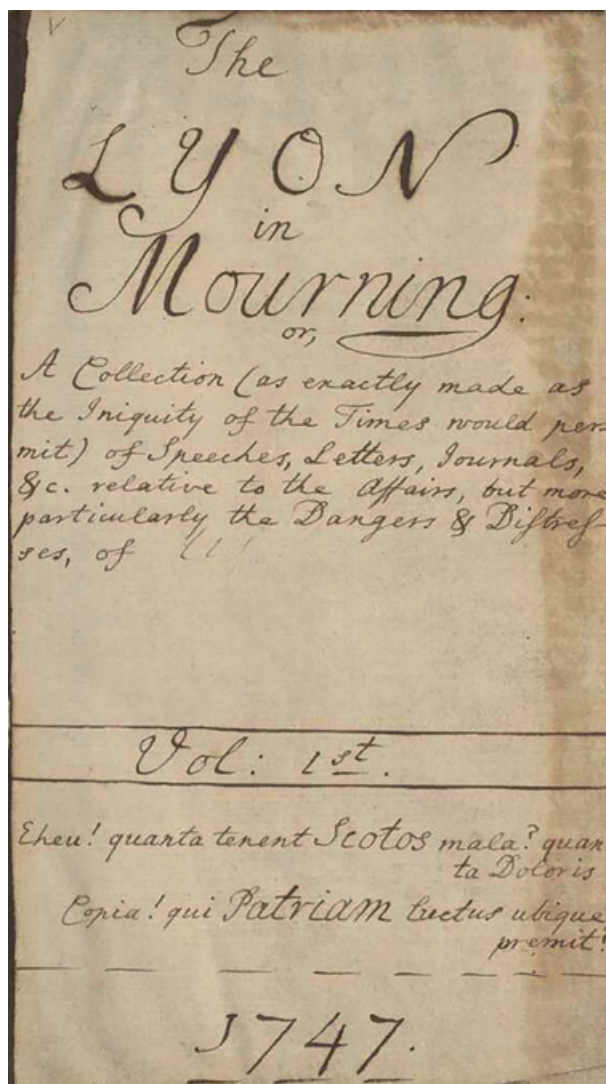 The
LYON
in
Mourning:
or,
A Collection (as exactly made as
the Iniquity of the Times would per
mit) of Speeches, Letters, Journals,
&c. relative to the Affairs, but more
particularly the Dangers & Diſtreſ-
ses, of
Vol: 1st.
Eheu! quanta tenent Scotos mala? quan
ta Doloris
Copia! qui Patriam luctus ubique
premit!
1747.